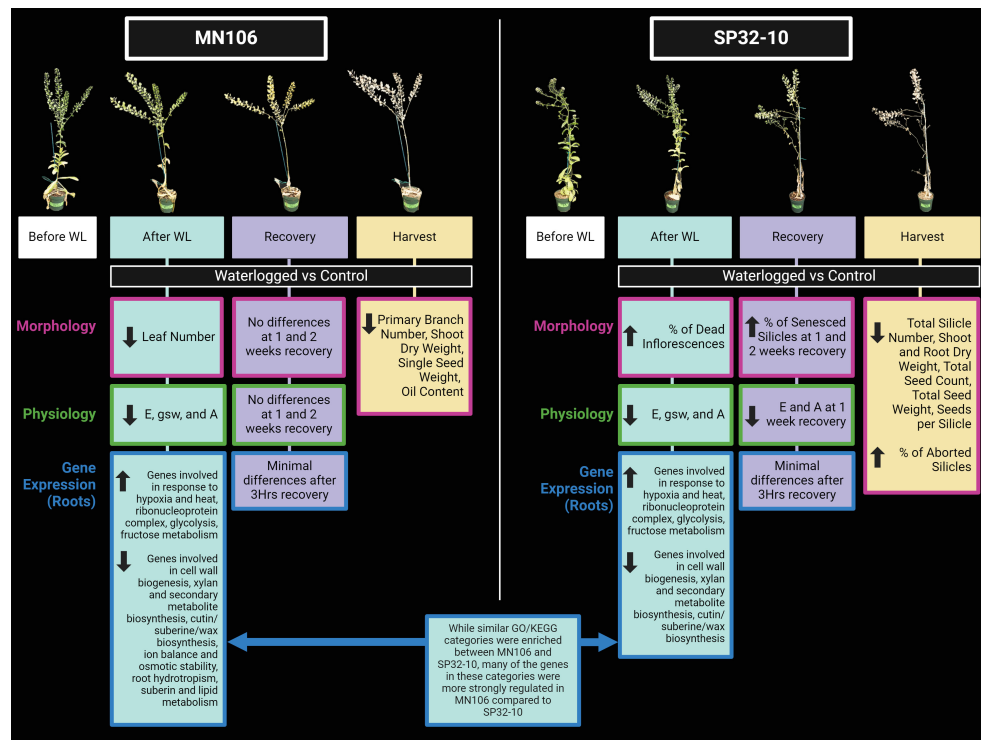 MN106
SP32-10
Before WL
After WL
Recovery
Harvest
Before WL
After WL
Recovery
Harvest
Waterlogged vs Control
Waterlogged vs Control
Morphology
Leaf Number
No differences
at 1 and 2
weeks recovery
Primary Branch
Number, Shoot
Dry Weight,
Single Seed
Weight,
Oil Content
Physiology
E, gsw, and A
No differences
at 1 and 2
weeks recovery
Gene
Expression
(Roots)
Genes involved
in response to
hypoxia and heat,
ribonucleoprotein
complex, glycolysis,
fructose metabolism
Genes involved
in cell wall
biogenesis, xylan
and secondary
metabolite
biosynthesis, cutin/
suberine/wax
biosynthesis,
ion balance and
osmotic stability,
root hydrotropism,
suberin and lipid
metabolism
Minimal
differences after
3Hrs recovery
Morphology
% of Dead
Inflorescences
% of Senesced
Silicles at 1 and
2 weeks recovery
Total Silicle
Number, Shoot
and Root Dry
Weight, Total
Seed Count,
Total Seed
Weight, Seeds
per Silicle
% of Aborted
Silicles
Physiology
E, gsw, and A
E and A at 1
week recovery
Gene
Expression
(Roots)
Genes involved
in response to
hypoxia and heat,
ribonucleoprotein
complex, glycolysis,
fructose metabolism
Genes involved
in cell wall
biogenesis, xylan
and secondary
metabolite
biosynthesis, cutin/
suberine/wax
biosynthesis
Minimal
differences after
3Hrs recovery
While similar GO/KEGG
categories were enriched
between MN106 and
SP32-10, many of the genes
in these categories were
more strongly regulated in
MN106 compared to
SP32-10